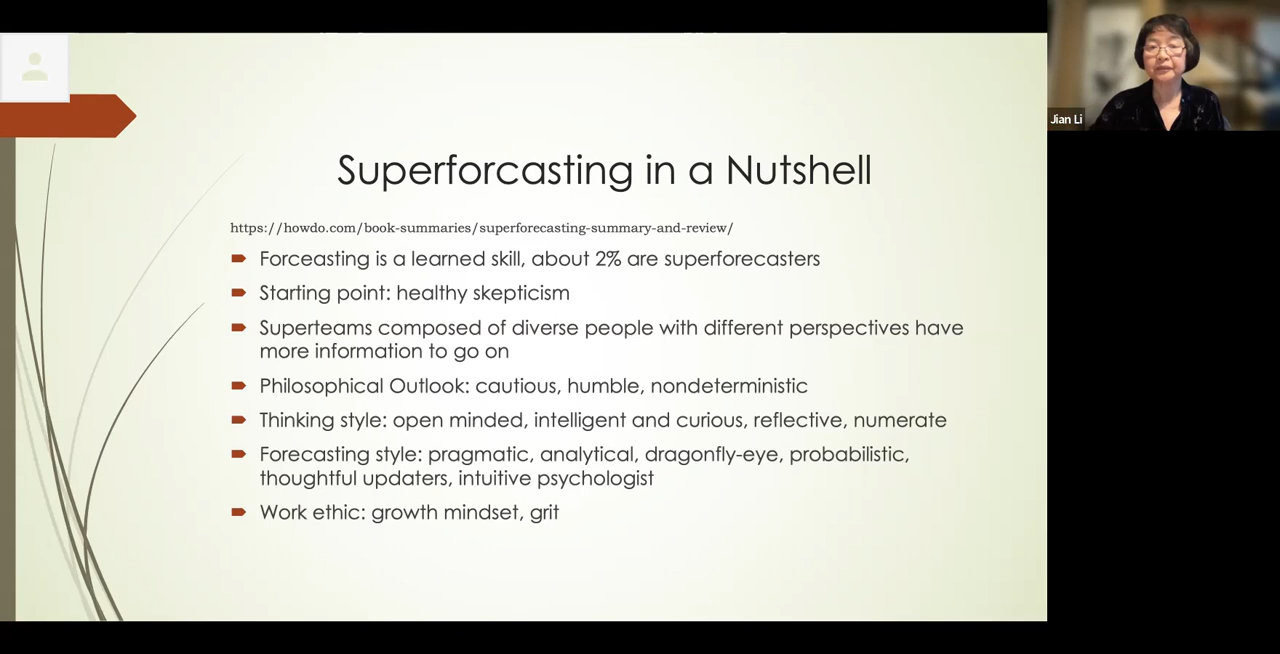 Superforcasting in a Nutshell
https://howdo.com/book-summaries/superforecasting-summary-and-review/
Forceasting is a learned skill, about 2% are superforecasters
Starting point: healthy skepticism
Superteams composed of diverse people with different perspectives have
more information to go on
Philosophical Outlook: cautious, humble, nondeterministic
Thinking style: open minded, intelligent and curious, reflective, numerate
Forecasting style: pragmatic, analytical, dragonfly-eye, probabilistic,
thoughtful updaters, intuitive psychologist
Work ethic: growth mindset, grit
Jian Li